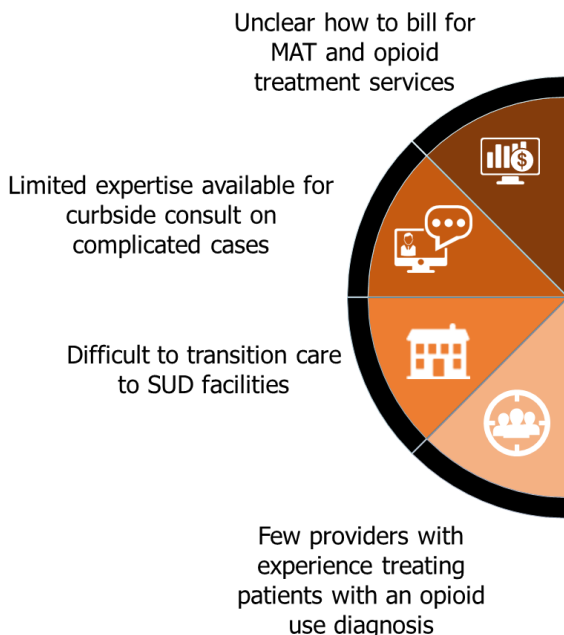 Unclear how to bill for
MAT and opioid
treatment services
$
Limited expertise available for
curbside consult on
complicated cases
Difficult to transition care
to SUD facilities
Few providers with
experience treating
patients with an opioid
use diagnosis